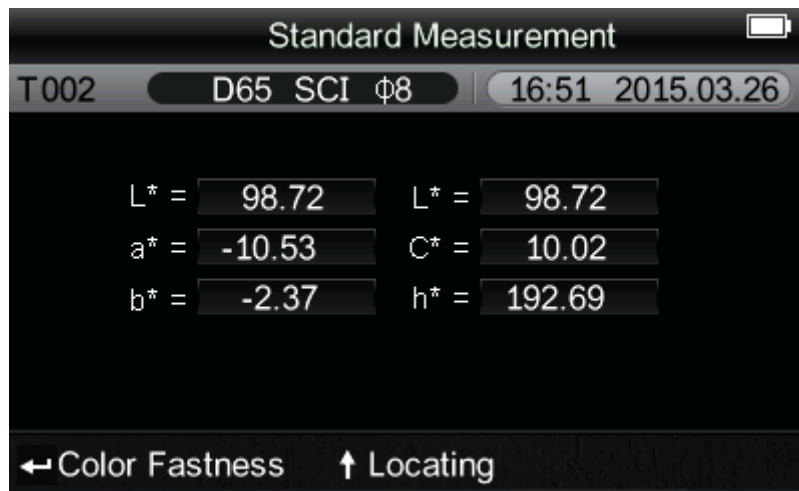 Standard Measurement
T002 D65 SCI Φ8 16:51 2015.03.26
L* = 98.72 L* = 98.72
a* = -10.53 C* = 10.02
b* = -2.37 h* = 192.69
Color Fastness Locating